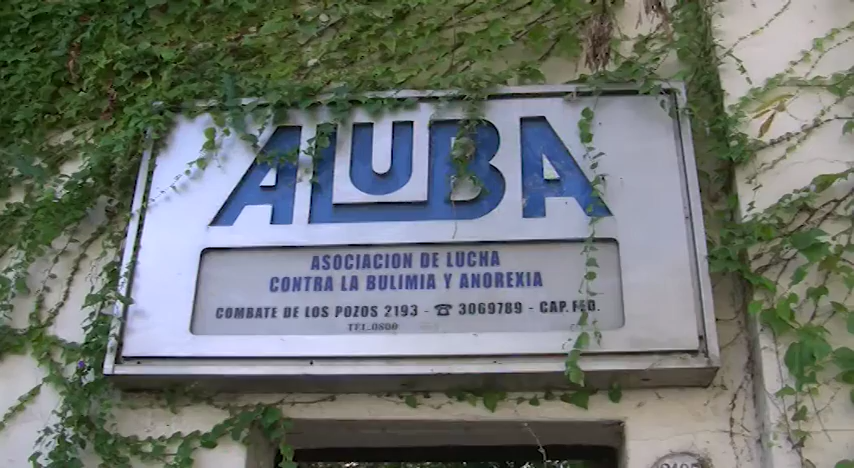 ALUBA
ASOCIACION DE LUCHA
CONTRA LA BULIMIA Y ANOREXIA
COMBATE DE LOS POZOS 2193 - ☎ 3069789 - CAP. FED.
TEL. 0800